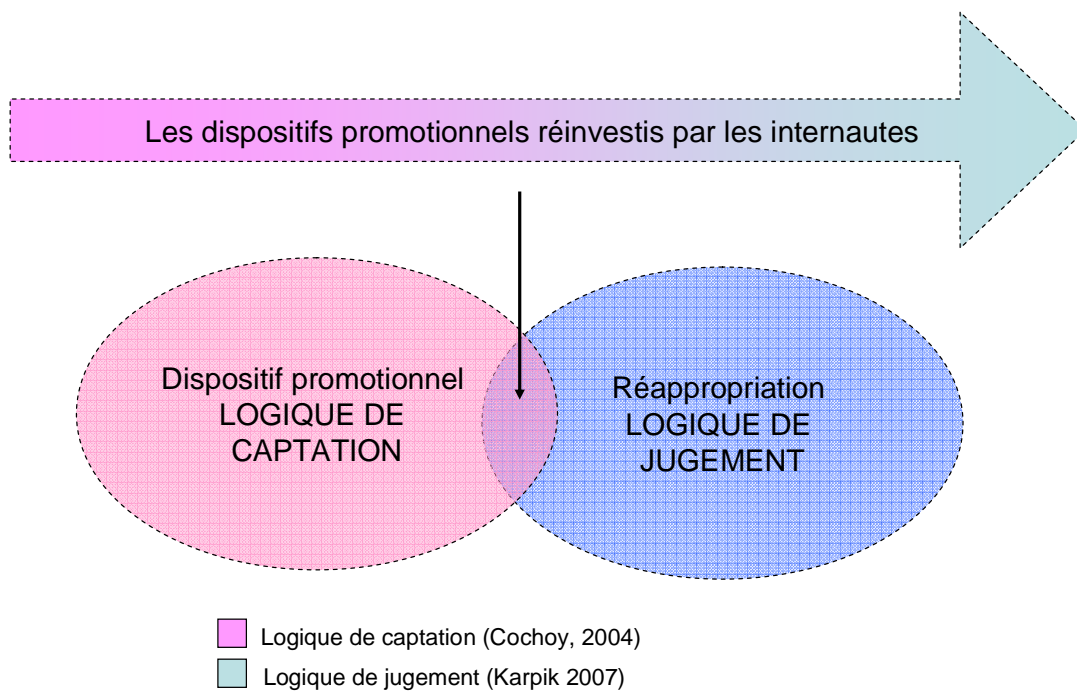 Les dispositifs promotionnels réinvestis par les internautes
Dispositif promotionnel
LOGIQUE DE
CAPTATION
Réappropriation
LOGIQUE DE
JUGEMENT
Logique de captation (Cochoy, 2004)
Logique de jugement (Karpik 2007)